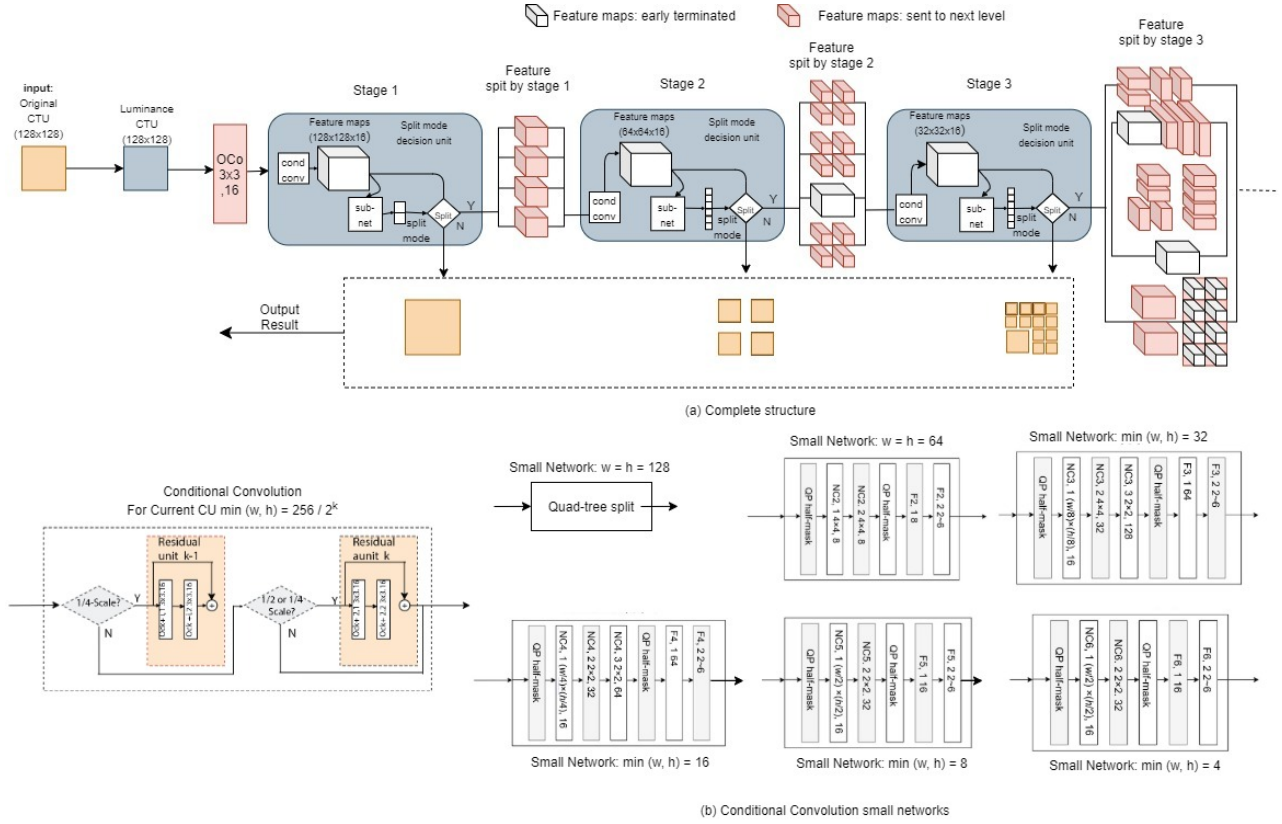 Feature maps: early terminated
Feature maps: sent to next level
Feature
spit by stage 3
Feature
spit by stage 2
Feature
spit by stage 1
Stage 1
Stage 2
Stage 3
input:
Original
CTU
(128x128)
Luminance
CTU
(128x128)
OCo
3x3
,16
Feature maps
(128x128x16)
Split mode
decision unit
cond
conv
sub-
net
split
mode
Split
Y
N
Feature maps
(64x64x16)
Split mode
decision unit
cond
conv
sub-
net
split
mode
Split
Y
N
Feature maps
(32x32x16)
Split mode
decision unit
cond
conv
sub-
net
split
mode
Split
Y
N
Output
Result
(a) Complete structure
Conditional Convolution
For Current CU min (w, h) = 256 / 2^k
Residual
unit k-1
1/4-Scale?
Y
N
Residual
aunit k
1/2 or 1/4-
Scale?
Y
N
Small Network: w = h = 128
Quad-tree split
Small Network: w = h = 64
QP half-mask
NC2, 1 4×4, 8
NC2, 2 4×4, 8
QP half-mask
F2, 1 8
F2, 2 2~6
Small Network: min (w, h) = 32
QP half-mask
NC3, 1 (w/8)×(h/8), 16
NC3, 2 4×4, 32
NC3, 3 2×2, 128
QP half-mask
F3, 1 64
F3, 2 2~6
QP half-mask
NC4, 1 (w/4)×(h/4), 16
NC4, 2 2×2, 32
NC4, 3 2×2, 64
QP half-mask
F4, 1 64
F4, 2 2~6
Small Network: min (w, h) = 16
QP half-mask
NC5, 1 (w/2) ×(h/2), 16
NC5, 2 2×2, 32
QP half-mask
F5, 1 16
F5, 2 2~6
Small Network: min (w, h) = 8
QP half-mask
NC6, 1 (w/2) ×(h/2), 16
NC6, 2 2×2, 32
QP half-mask
F6, 1 16
F6, 2 2~6
Small Network: min (w, h) = 4
(b) Conditional Convolution small networks